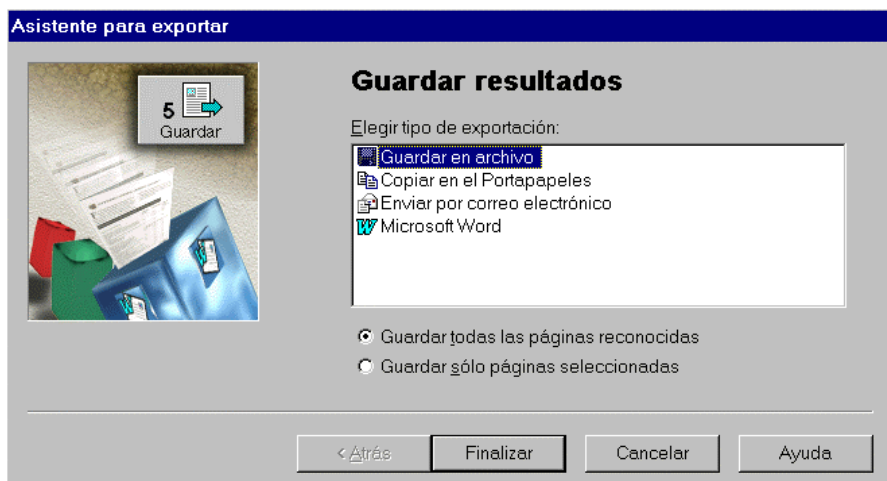 Asistente para exportar
5
Guardar
Guardar resultados
Elegir tipo de exportación:
Guardar en archivo
Copiar en el Portapapeles
Enviar por correo electrónico
Microsoft Word
Guardar todas las páginas reconocidas
Guardar sólo páginas seleccionadas
< Atrás
Finalizar
Cancelar
Ayuda